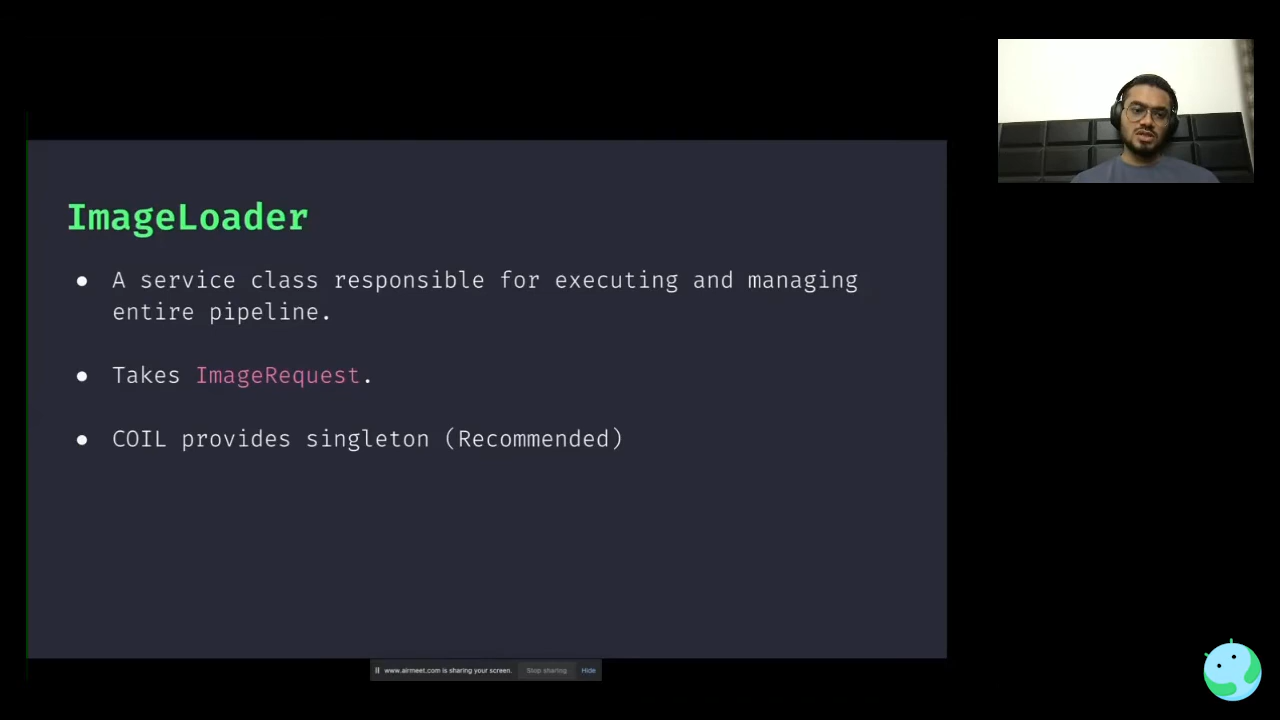 ImageLoader
● A service class responsible for executing and managing
entire pipeline.
● Takes ImageRequest.
● COIL provides singleton (Recommended)
www.airmeet.com is sharing your screen. Stop sharing Hide